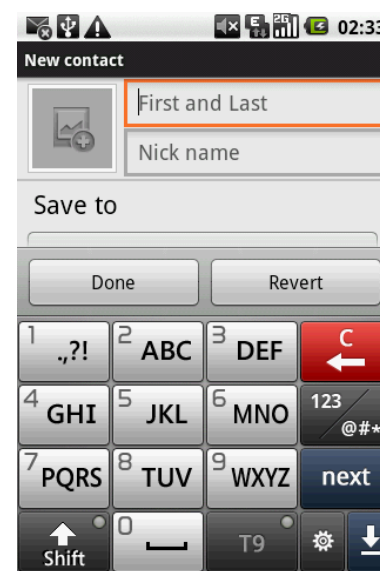 02:33
New contact
First and Last
Nick name
Save to
Done Revert
1 .,?! 2 ABC 3 DEF C
4 GHI 5 JKL 6 MNO 123 @#*
7 PQRS 8 TUV 9 WXYZ next
Shift 0 T9